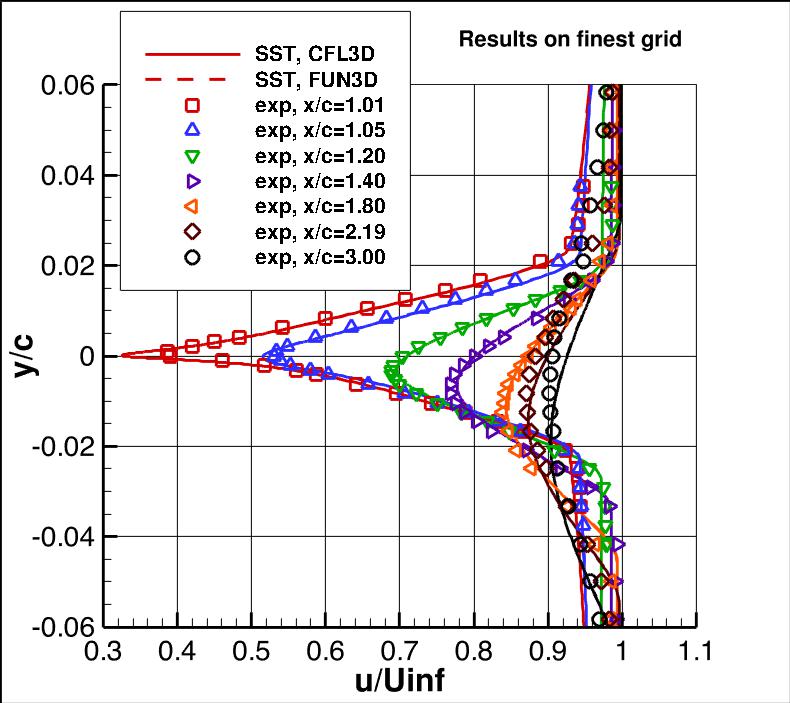 Results on finest grid
SST, CFL3D
SST, FUN3D
exp, x/c=1.01
exp, x/c=1.05
exp, x/c=1.20
exp, x/c=1.40
exp, x/c=1.80
exp, x/c=2.19
exp, x/c=3.00
0.06
0.04
0.02
0
-0.02
-0.04
-0.06
y/c
0.3 0.4 0.5 0.6 0.7 0.8 0.9 1 1.1
u/Uinf